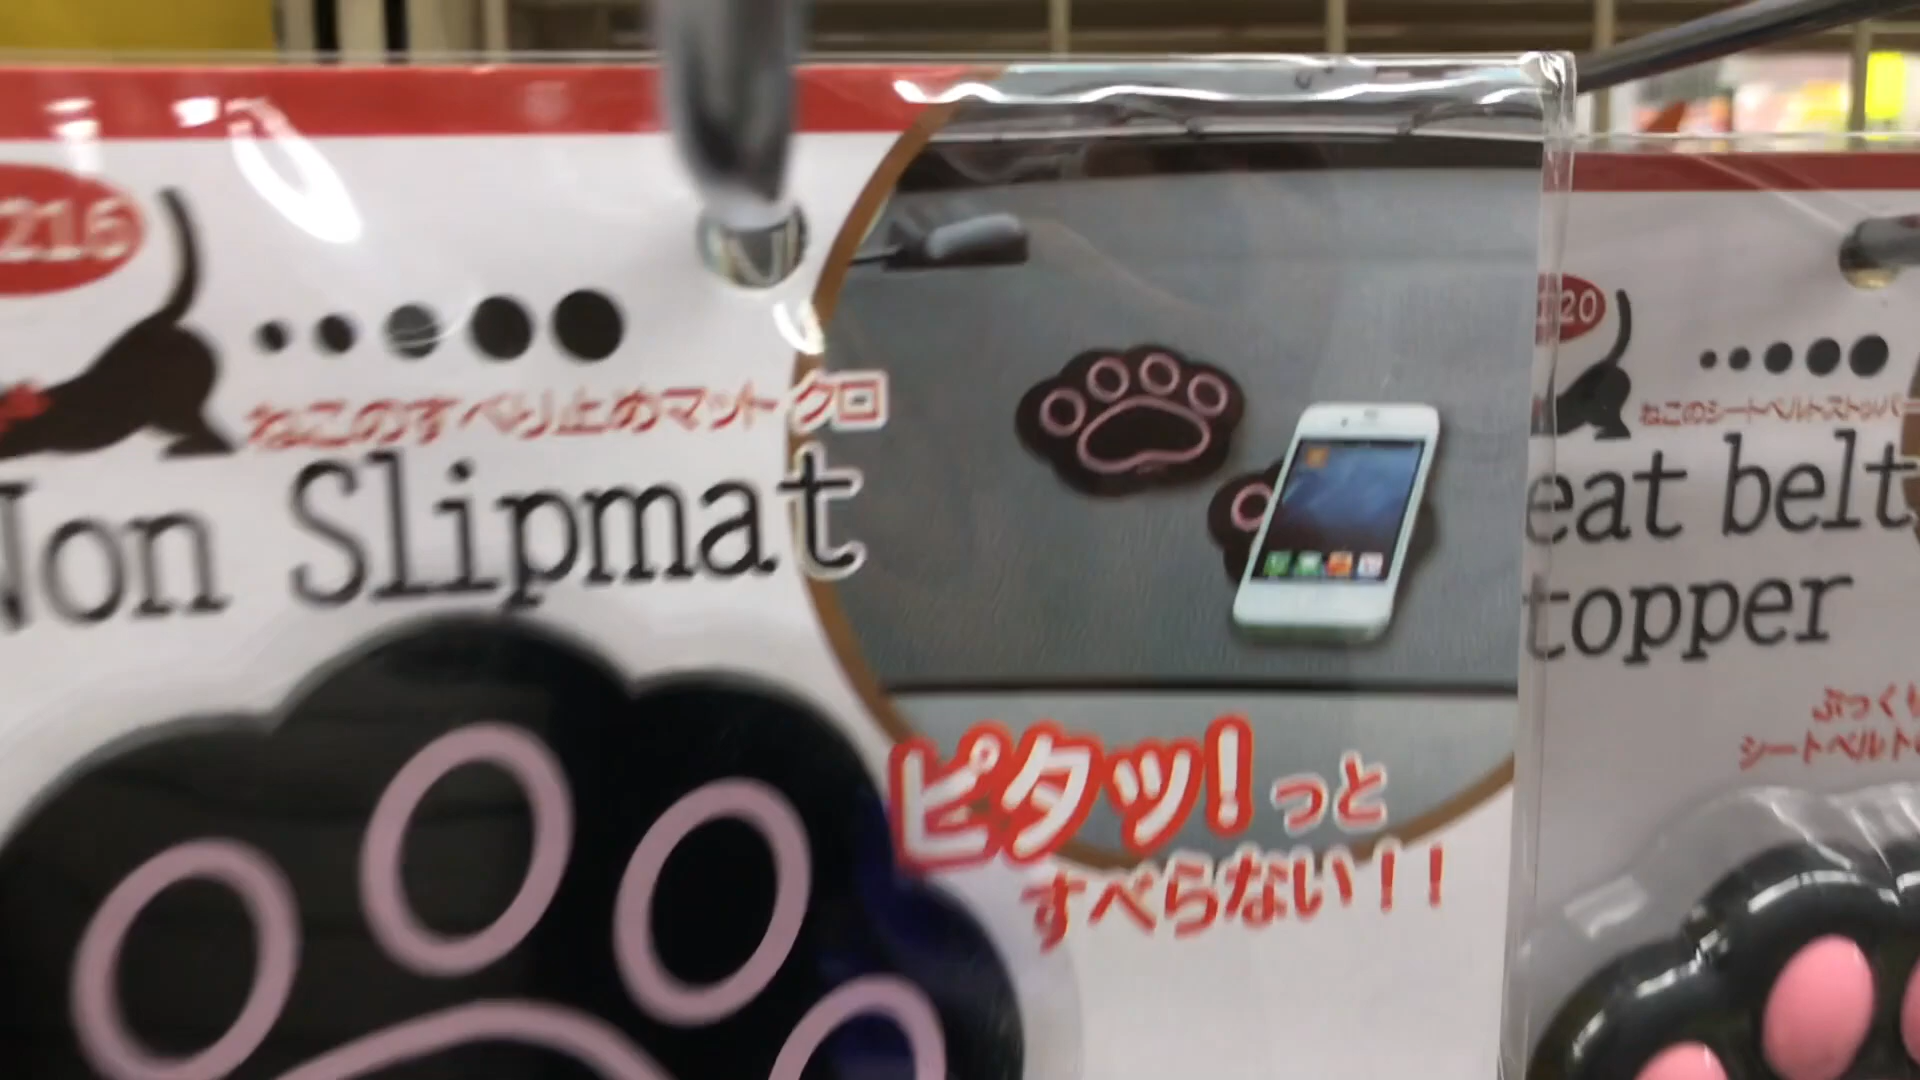 216
ねこのすべり止めマット クロ
Non Slipmat
ピタッ!っと
すべらない!!
20
ねこのシートベルトストッパー
eat belt
topper
ぷっくり
シートベルト